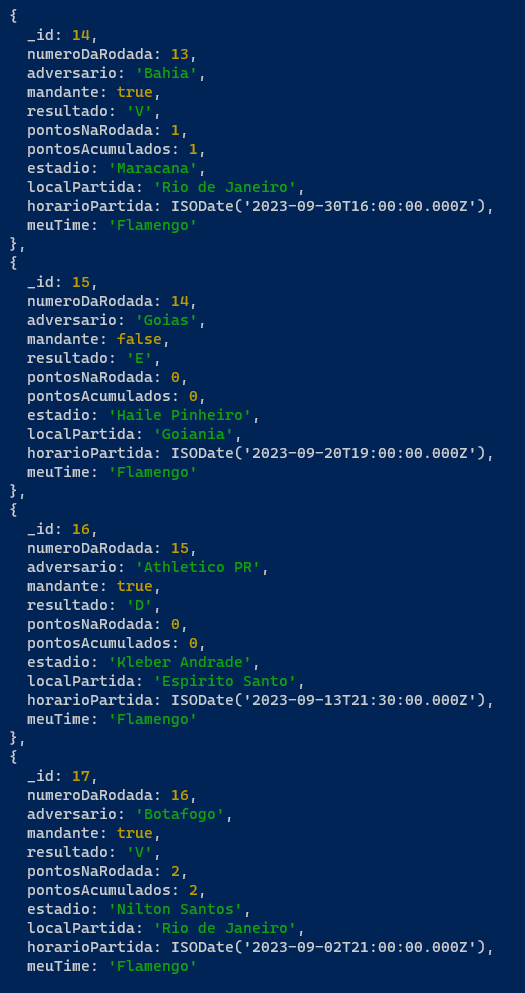 {
  _id: 14,
  numeroDaRodada: 13,
  adversario: 'Bahia',
  mandante: true,
  resultado: 'V',
  pontosNaRodada: 1,
  pontosAcumulados: 1,
  estadio: 'Maracana',
  localPartida: 'Rio de Janeiro',
  horarioPartida: ISODate('2023-09-30T16:00:00.000Z'),
  meuTime: 'Flamengo'
},
{
  _id: 15,
  numeroDaRodada: 14,
  adversario: 'Goias',
  mandante: false,
  resultado: 'E',
  pontosNaRodada: 0,
  pontosAcumulados: 0,
  estadio: 'Haile Pinheiro',
  localPartida: 'Goiania',
  horarioPartida: ISODate('2023-09-20T19:00:00.000Z'),
  meuTime: 'Flamengo'
},
{
  _id: 16,
  numeroDaRodada: 15,
  adversario: 'Athletico PR',
  mandante: true,
  resultado: 'D',
  pontosNaRodada: 0,
  pontosAcumulados: 0,
  estadio: 'Kleber Andrade',
  localPartida: 'Espirito Santo',
  horarioPartida: ISODate('2023-09-13T21:30:00.000Z'),
  meuTime: 'Flamengo'
},
{
  _id: 17,
  numeroDaRodada: 16,
  adversario: 'Botafogo',
  mandante: true,
  resultado: 'V',
  pontosNaRodada: 2,
  pontosAcumulados: 2,
  estadio: 'Nilton Santos',
  localPartida: 'Rio de Janeiro',
  horarioPartida: ISODate('2023-09-02T21:00:00.000Z'),
  meuTime: 'Flamengo'